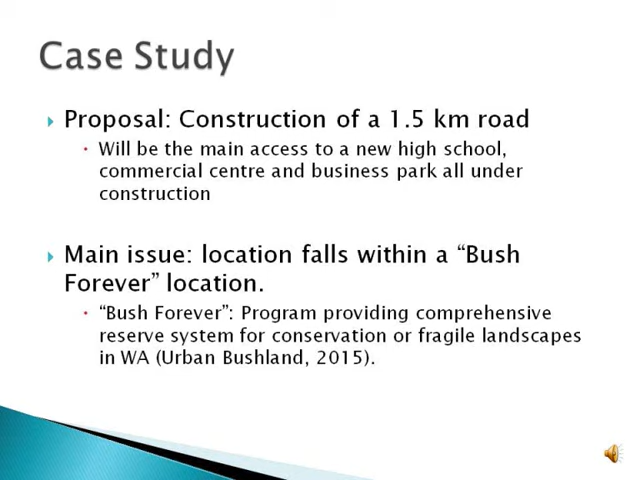 Case Study
Proposal: Construction of a 1.5 km road
Will be the main access to a new high school,
commercial centre and business park all under
construction
Main issue: location falls within a “Bush
Forever” location.
“Bush Forever”: Program providing comprehensive
reserve system for conservation or fragile landscapes
in WA (Urban Bushland, 2015).